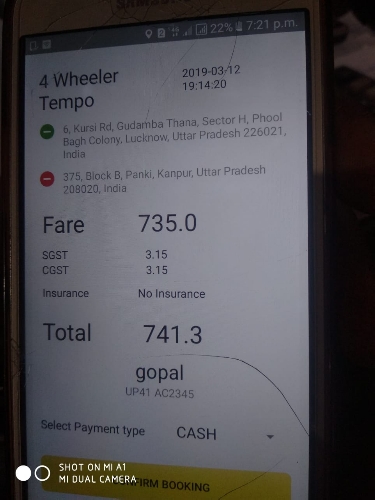 SAMSUNG
22% 7:21 p.m.
4 Wheeler 2019-03-12
Tempo 19:14:20
6, Kursi Rd, Gudamba Thana, Sector H, Phool
Bagh Colony, Lucknow, Uttar Pradesh 226021,
India
375, Block B, Panki, Kanpur, Uttar Pradesh
208020, India
Fare 735.0
SGST 3.15
CGST 3.15
Insurance No Insurance
Total 741.3
gopal
UP41 AC2345
Select Payment type CASH
BOOKING
SHOT ON MI A1
MI DUAL CAMERA